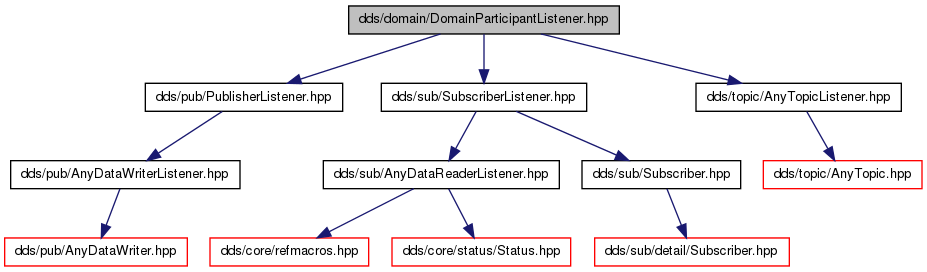 dds/domain/DomainParticipantListener.hpp
dds/pub/PublisherListener.hpp
dds/sub/SubscriberListener.hpp
dds/topic/AnyTopicListener.hpp
dds/pub/AnyDataWriterListener.hpp
dds/sub/AnyDataReaderListener.hpp
dds/sub/Subscriber.hpp
dds/topic/AnyTopic.hpp
dds/pub/AnyDataWriter.hpp
dds/core/refmacros.hpp
dds/core/status/Status.hpp
dds/sub/detail/Subscriber.hpp